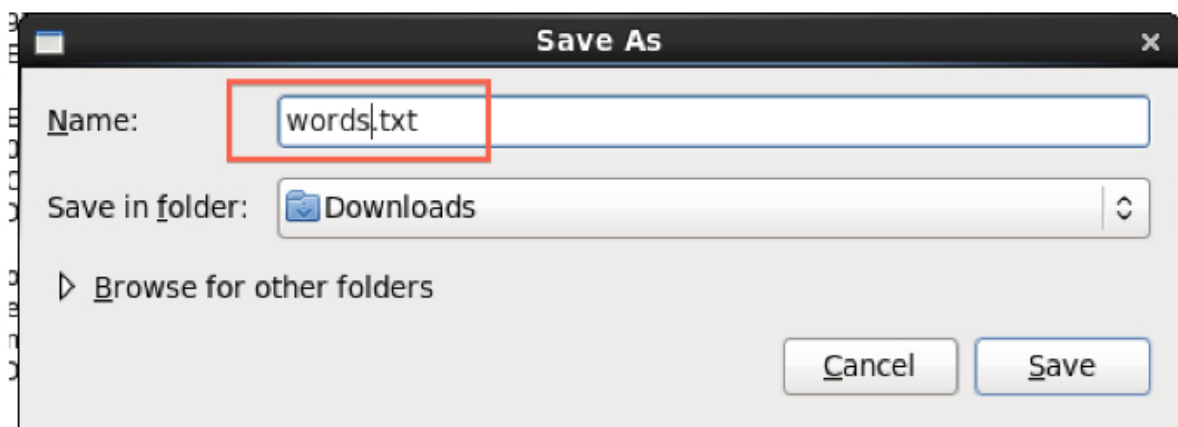 Save As
Name: words.txt
Save in folder: Downloads
Browse for other folders
Cancel Save